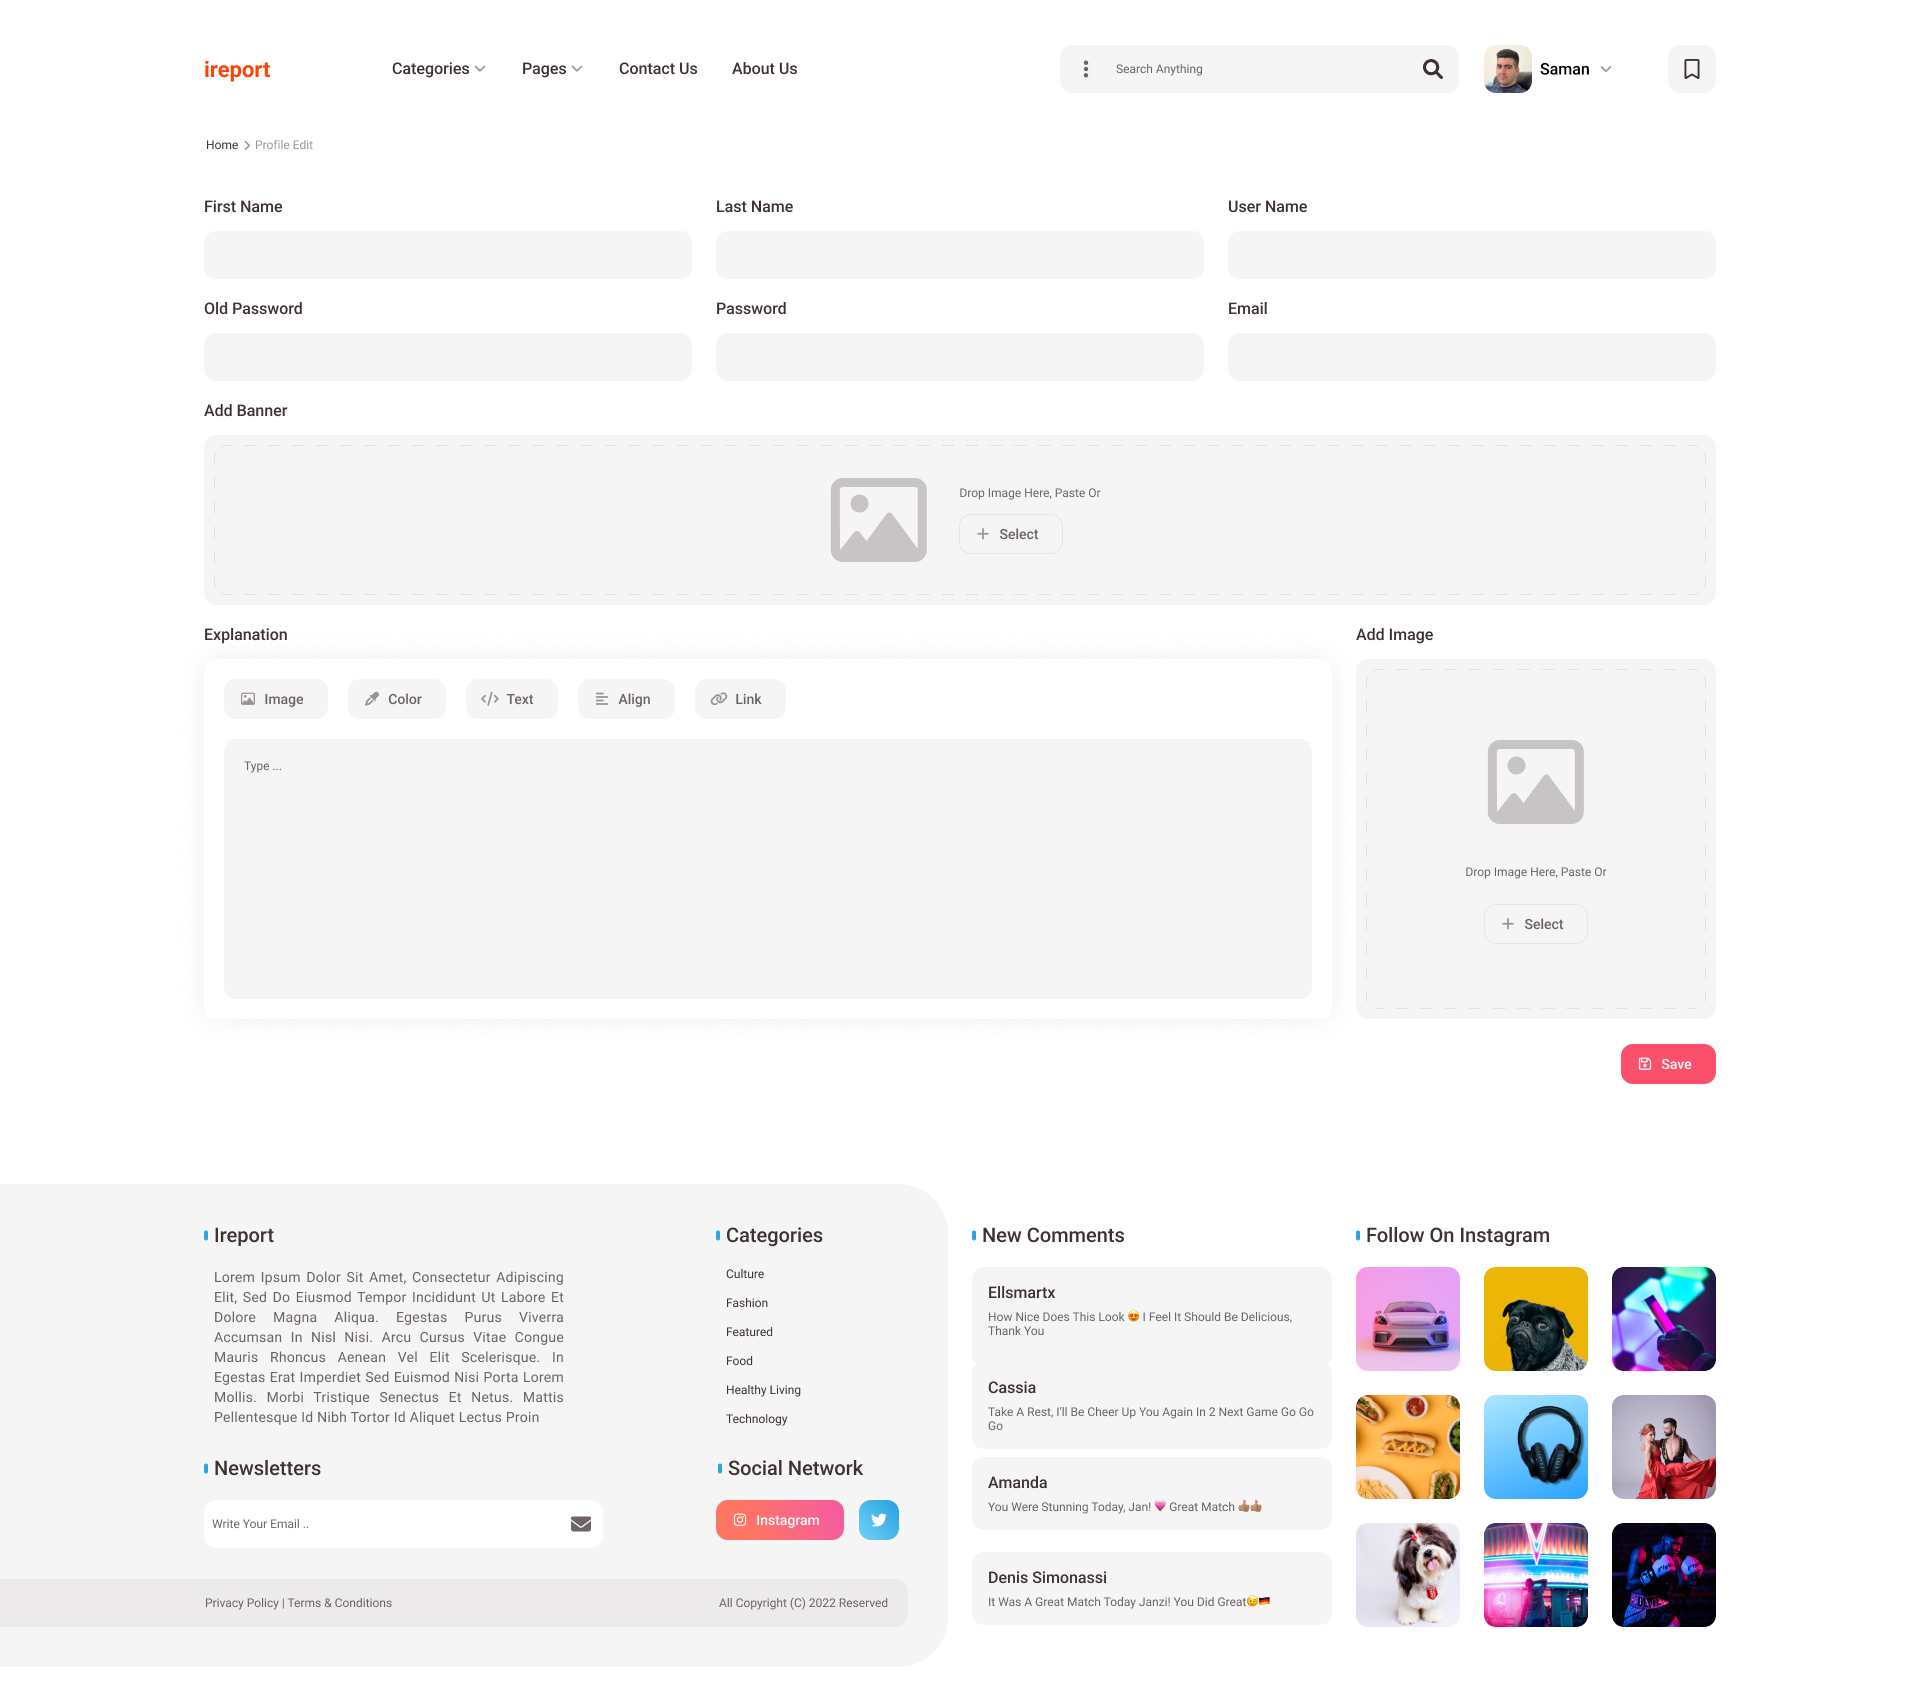 ireport
Categories
Pages
Contact Us
About Us
Search Anything
Saman
Home
Profile Edit
First Name
Last Name
User Name
Old Password
Password
Email
Add Banner
Drop Image Here, Paste Or
Select
Explanation
Add Image
Image
Color
Text
Align
Link
Type ...
Drop Image Here, Paste Or
Select
Save
Ireport
Lorem Ipsum Dolor Sit Amet, Consectetur Adipiscing
Elit, Sed Do Eiusmod Tempor Incididunt Ut Labore Et
Dolore Magna Aliqua. Egestas Purus Viverra
Accumsan In Nisl Nisi. Arcu Cursus Vitae Congue
Mauris Rhoncus Aenean Vel Elit Scelerisque. In
Egestas Erat Imperdiet Sed Euismod Nisi Porta Lorem
Mollis. Morbi Tristique Senectus Et Netus. Mattis
Pellentesque Id Nibh Tortor Id Aliquet Lectus Proin
Newsletters
Write Your Email ..
Privacy Policy | Terms & Conditions
Categories
Culture
Fashion
Featured
Food
Healthy Living
Technology
Social Network
Instagram
All Copyright (C) 2022 Reserved
New Comments
Ellsmartx
How Nice Does This Look 😍 I Feel It Should Be Delicious,
Thank You
Cassia
Take A Rest, I'll Be Cheer Up You Again In 2 Next Game Go Go
Go
Amanda
You Were Stunning Today, Jan! 💗 Great Match 👍🏽👍🏽
Denis Simonassi
It Was A Great Match Today Janzi! You Did Great😉🇩🇪
Follow On Instagram